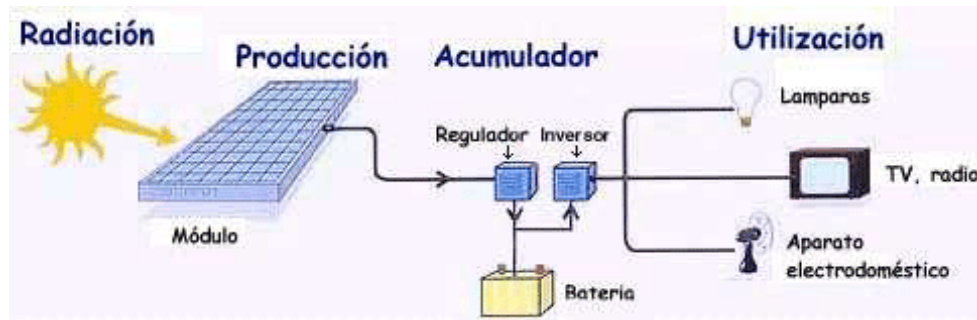 Radiación
Producción
Acumulador
Utilización
Lamparas
Regulador
Inversor
TV, radio
Módulo
Aparato
electrodoméstico
Bateria